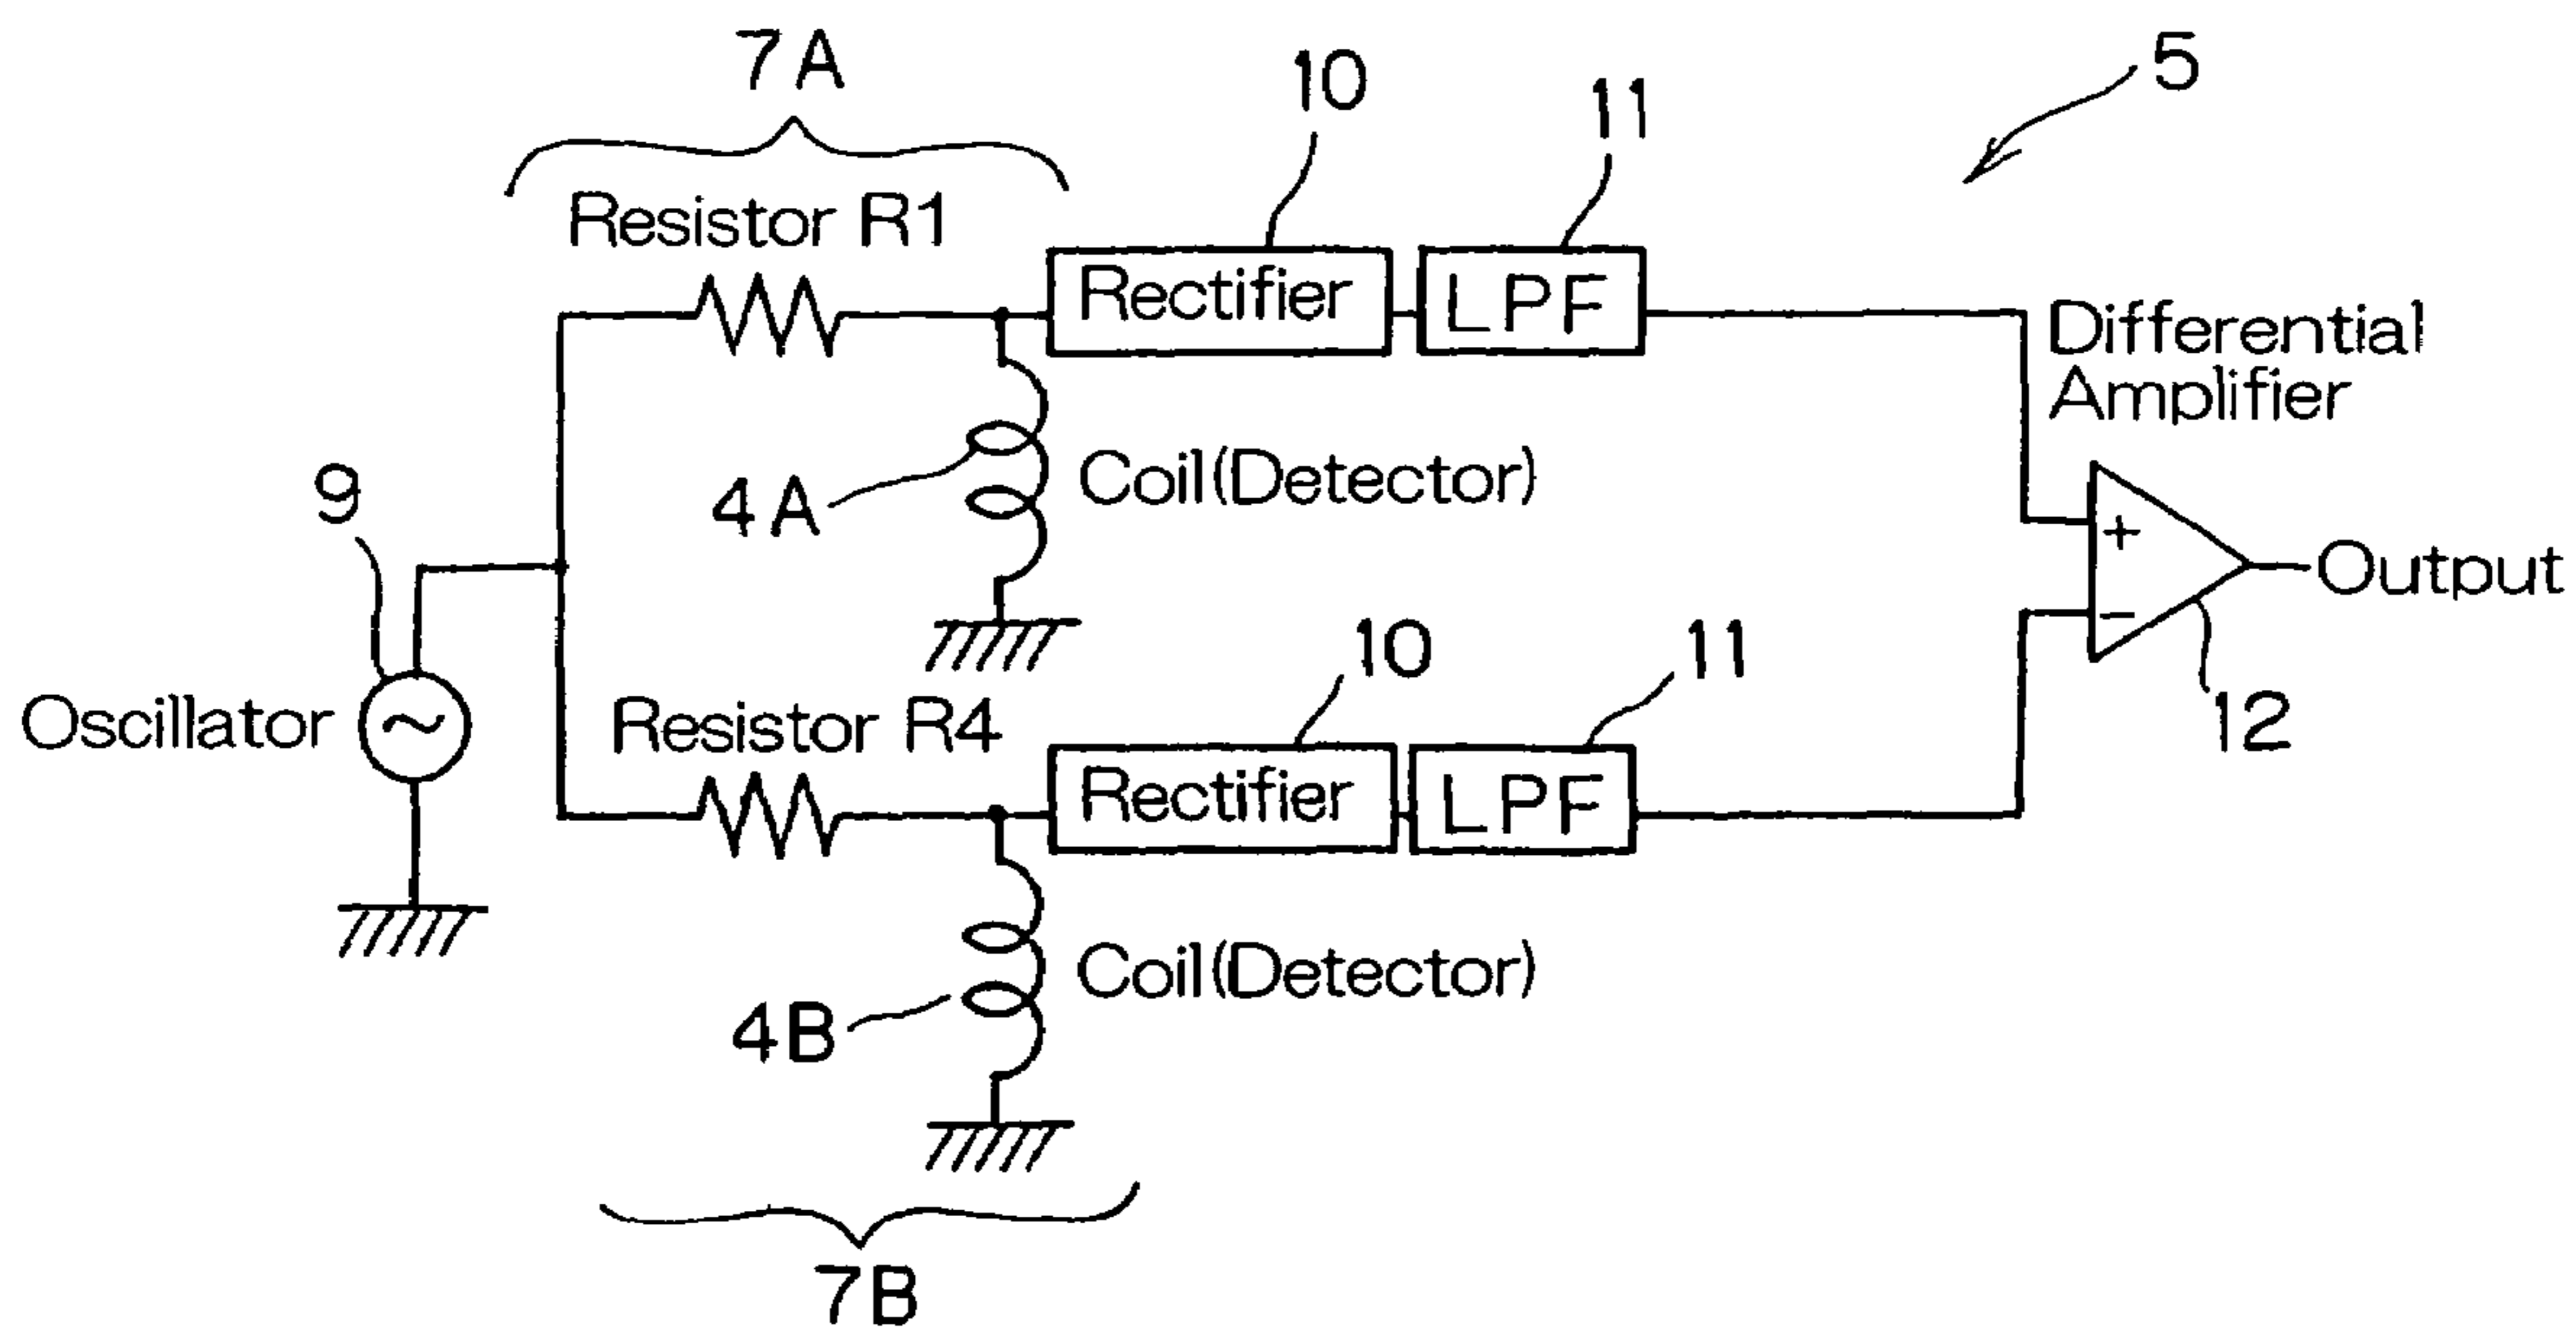 7A
10
11
5
Resistor R1
Rectifier
LPF
Differential
Amplifier
4A
Coil(Detector)
9
+
Output
−
10
11
12
Oscillator
Resistor R4
Rectifier
LPF
4B
Coil(Detector)
7B